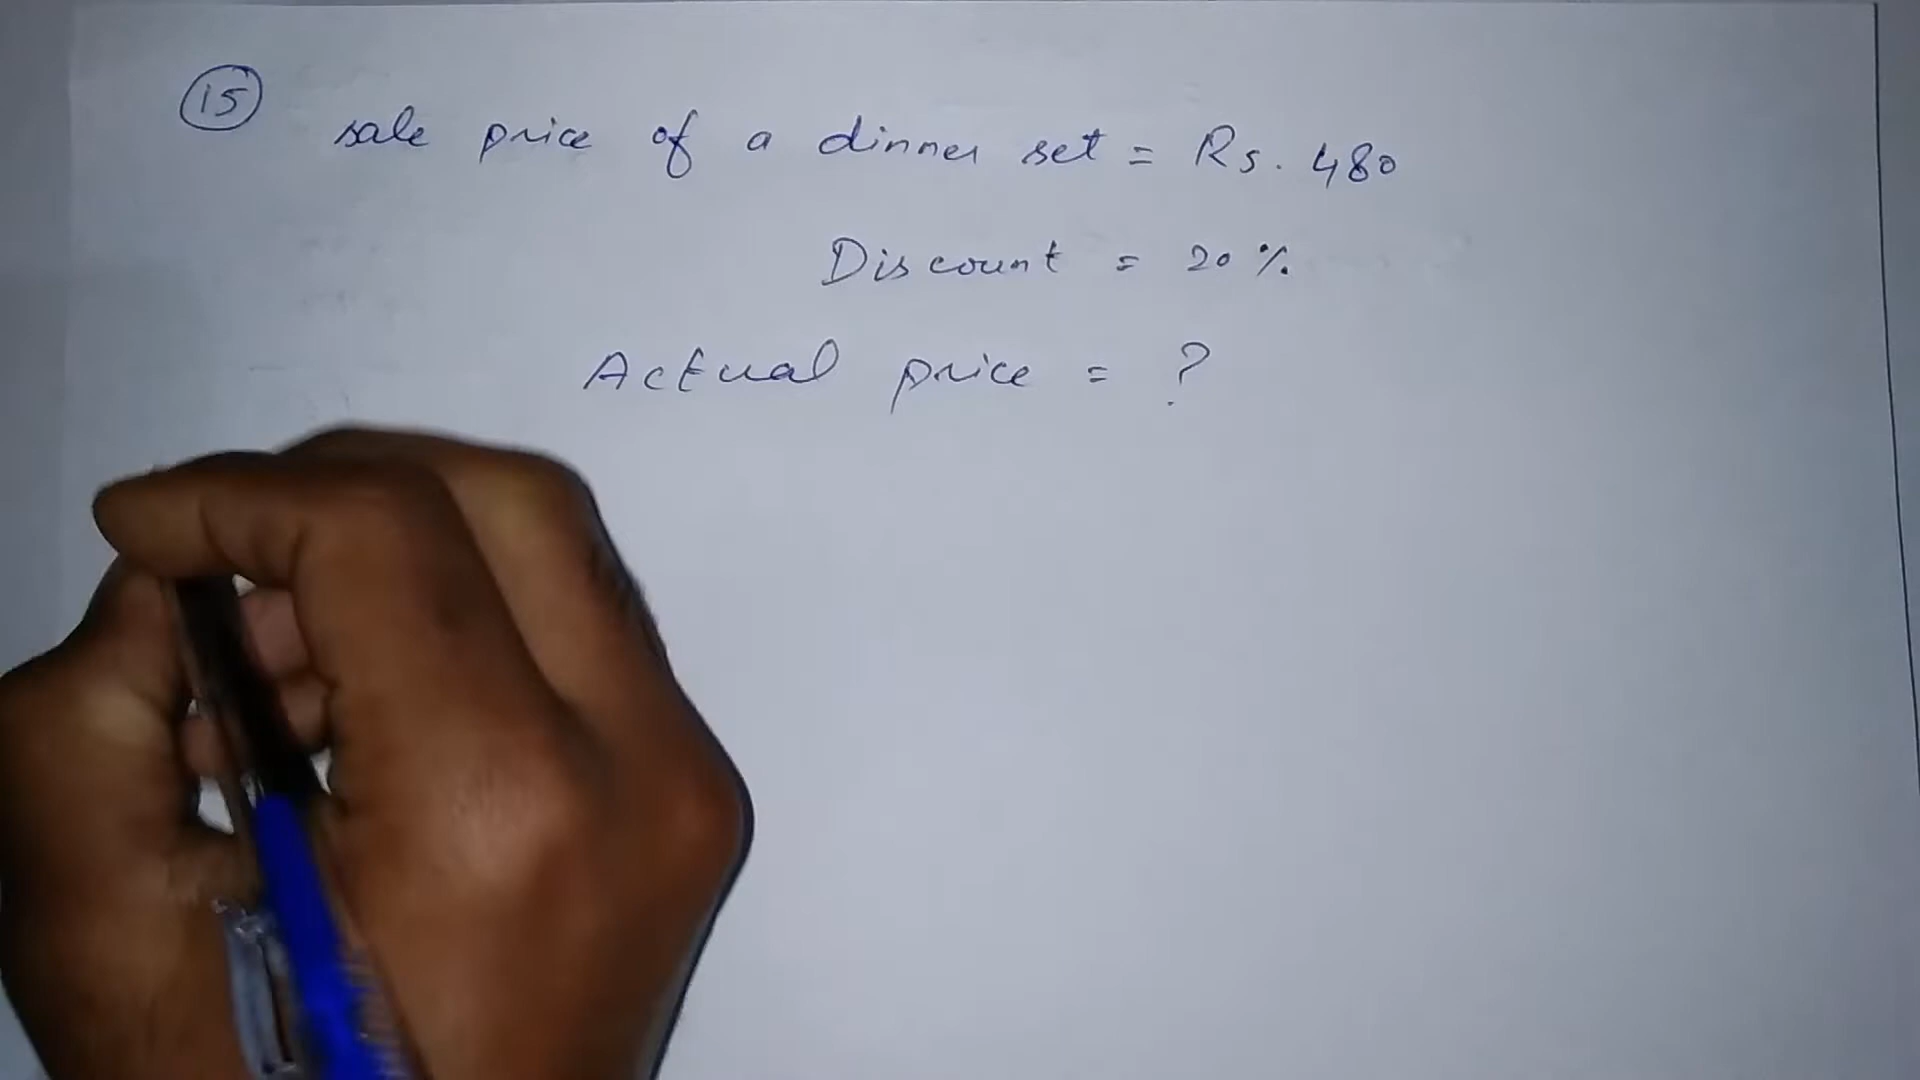 15
sale price of a dinner set = Rs. 480
Discount = 20%
Actual price = ?